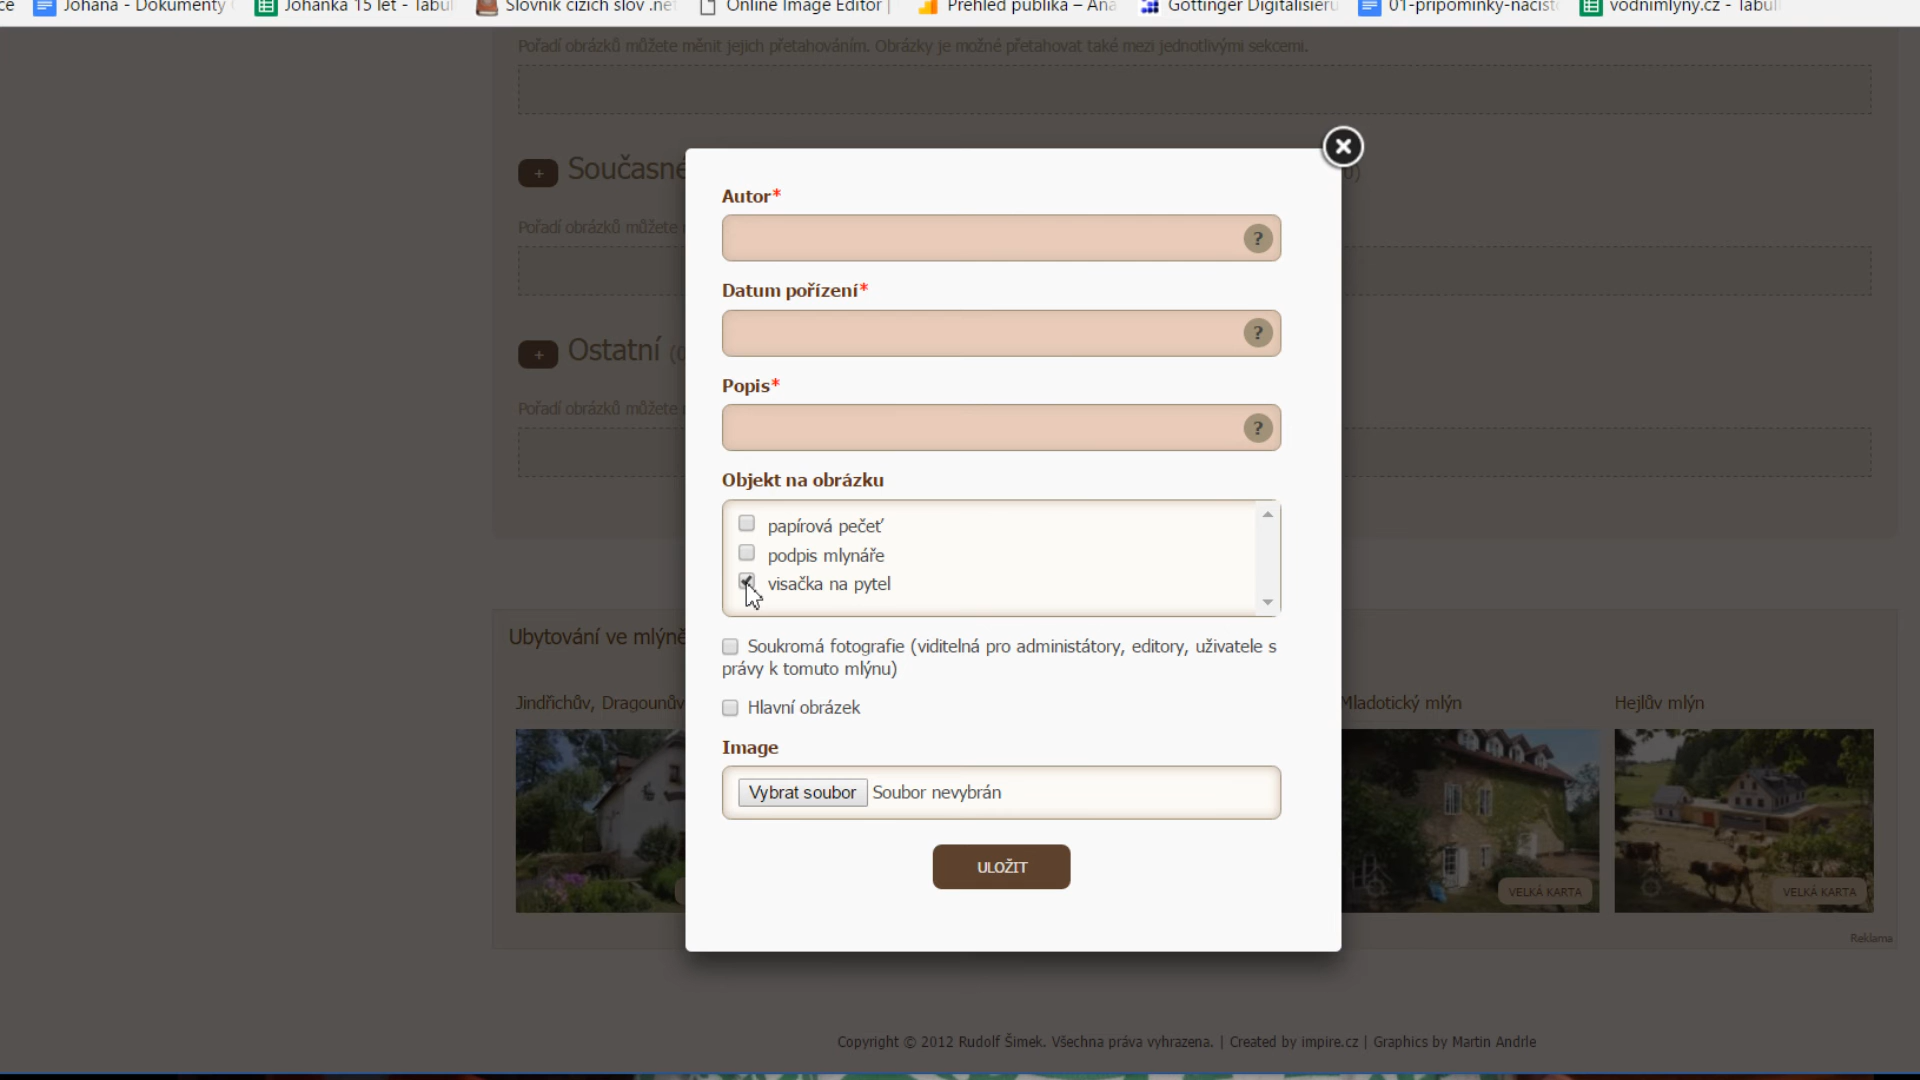 Johana - Dokumenty
Johanka 15 let - Tabul
Slovník cizích slov .net
Online Image Editor |
Přehled publika – Ana
Göttinger Digitalisieru
01-pripominky-naciste
vodnimlyny.cz - Tabul
Pořadí obrázků můžete měnit jejich přetahováním. Obrázky je možné přetahovat také mezi jednotlivými sekcemi.
+ Současné
0)
Pořadí obrázků můžete
+ Ostatní (0
Pořadí obrázků můžete
Autor*
?
Datum pořízení*
?
Popis*
?
Objekt na obrázku
papírová pečeť
podpis mlynáře
visačka na pytel
Soukromá fotografie (viditelná pro administátory, editory, uživatele s
právy k tomuto mlýnu)
Hlavní obrázek
Image
Vybrat soubor Soubor nevybrán
ULOŽIT
Ubytování ve mlýně
Jindřichův, Dragounův
Mladotický mlýn
Hejlův mlýn
VELKÁ KARTA
VELKÁ KARTA
Reklama
Copyright © 2012 Rudolf Šimek. Všechna práva vyhrazena. | Created by impire.cz | Graphics by Martin Andrle